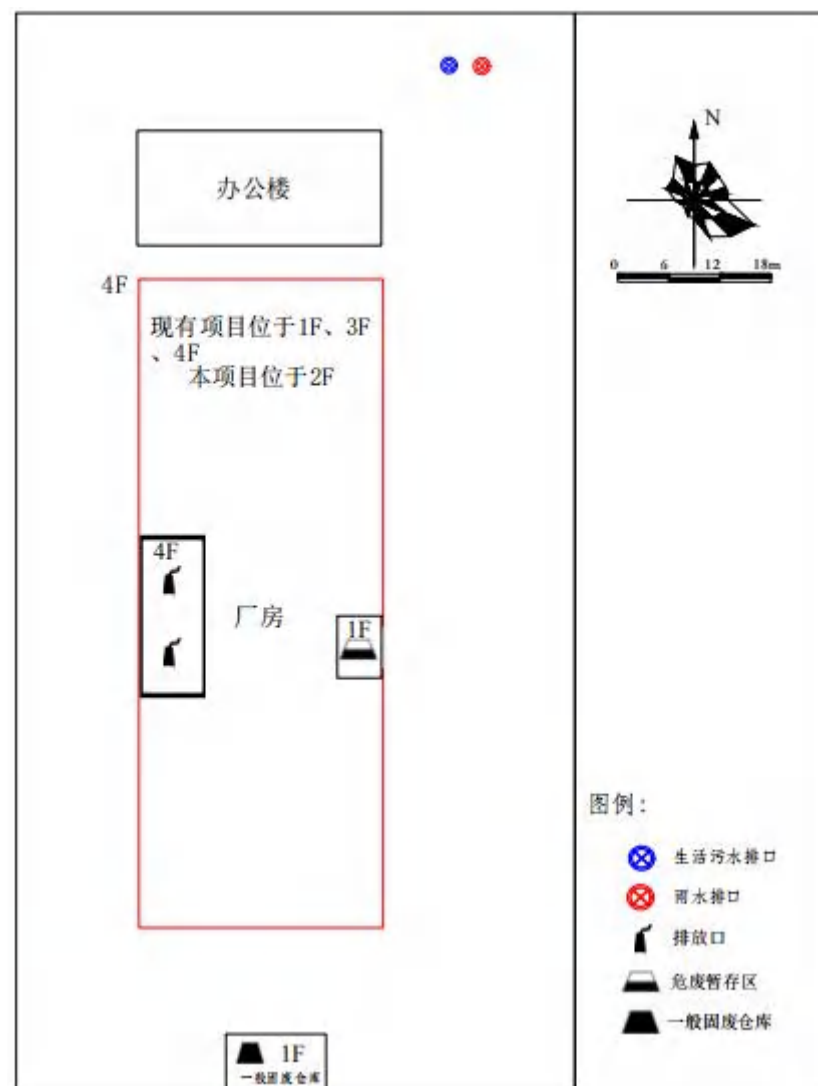 办公楼
N
0 6 12 18m
4F
现有项目位于1F、3F
、4F
本项目位于2F
4F
厂房
1F
图例：
生活污水排口
雨水排口
排放口
危废暂存区
一般固废仓库
1F
一般固废仓库